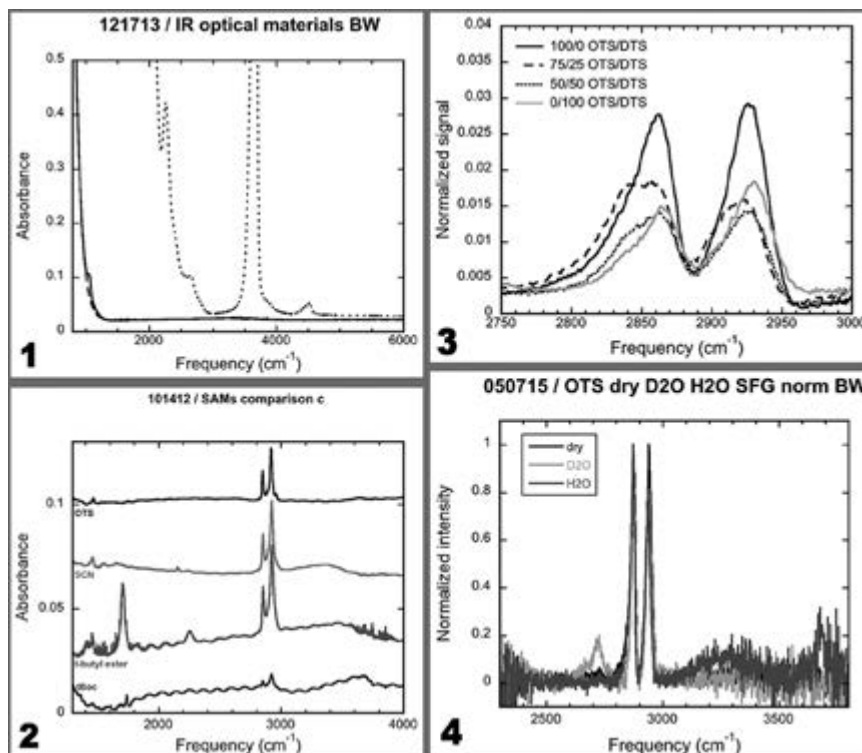 121713 / IR optical materials BW
0.5
0.4
0.3
0.2
0.1
0
Absorbance
2000
4000
6000
Frequency (cm-1)
1
0.04
0.035
0.03
0.025
0.02
0.015
0.01
0.005
0
Normalized signal
100/0 OTS/DTS
75/25 OTS/DTS
50/50 OTS/DTS
0/100 OTS/DTS
2750
2800
2850
2900
2950
3000
Frequency (cm-1)
3
101412 / SAMs comparison c
0.1
0.05
0
Absorbance
OTS
SCN
t-butyl ester
2000
3000
4000
Frequency (cm-1)
2
050715 / OTS dry D2O H2O SFG norm BW
1
0.8
0.6
0.4
0.2
0
Normalized intensity
dry
D2O
H2O
2500
3000
3500
Frequency (cm-1)
4